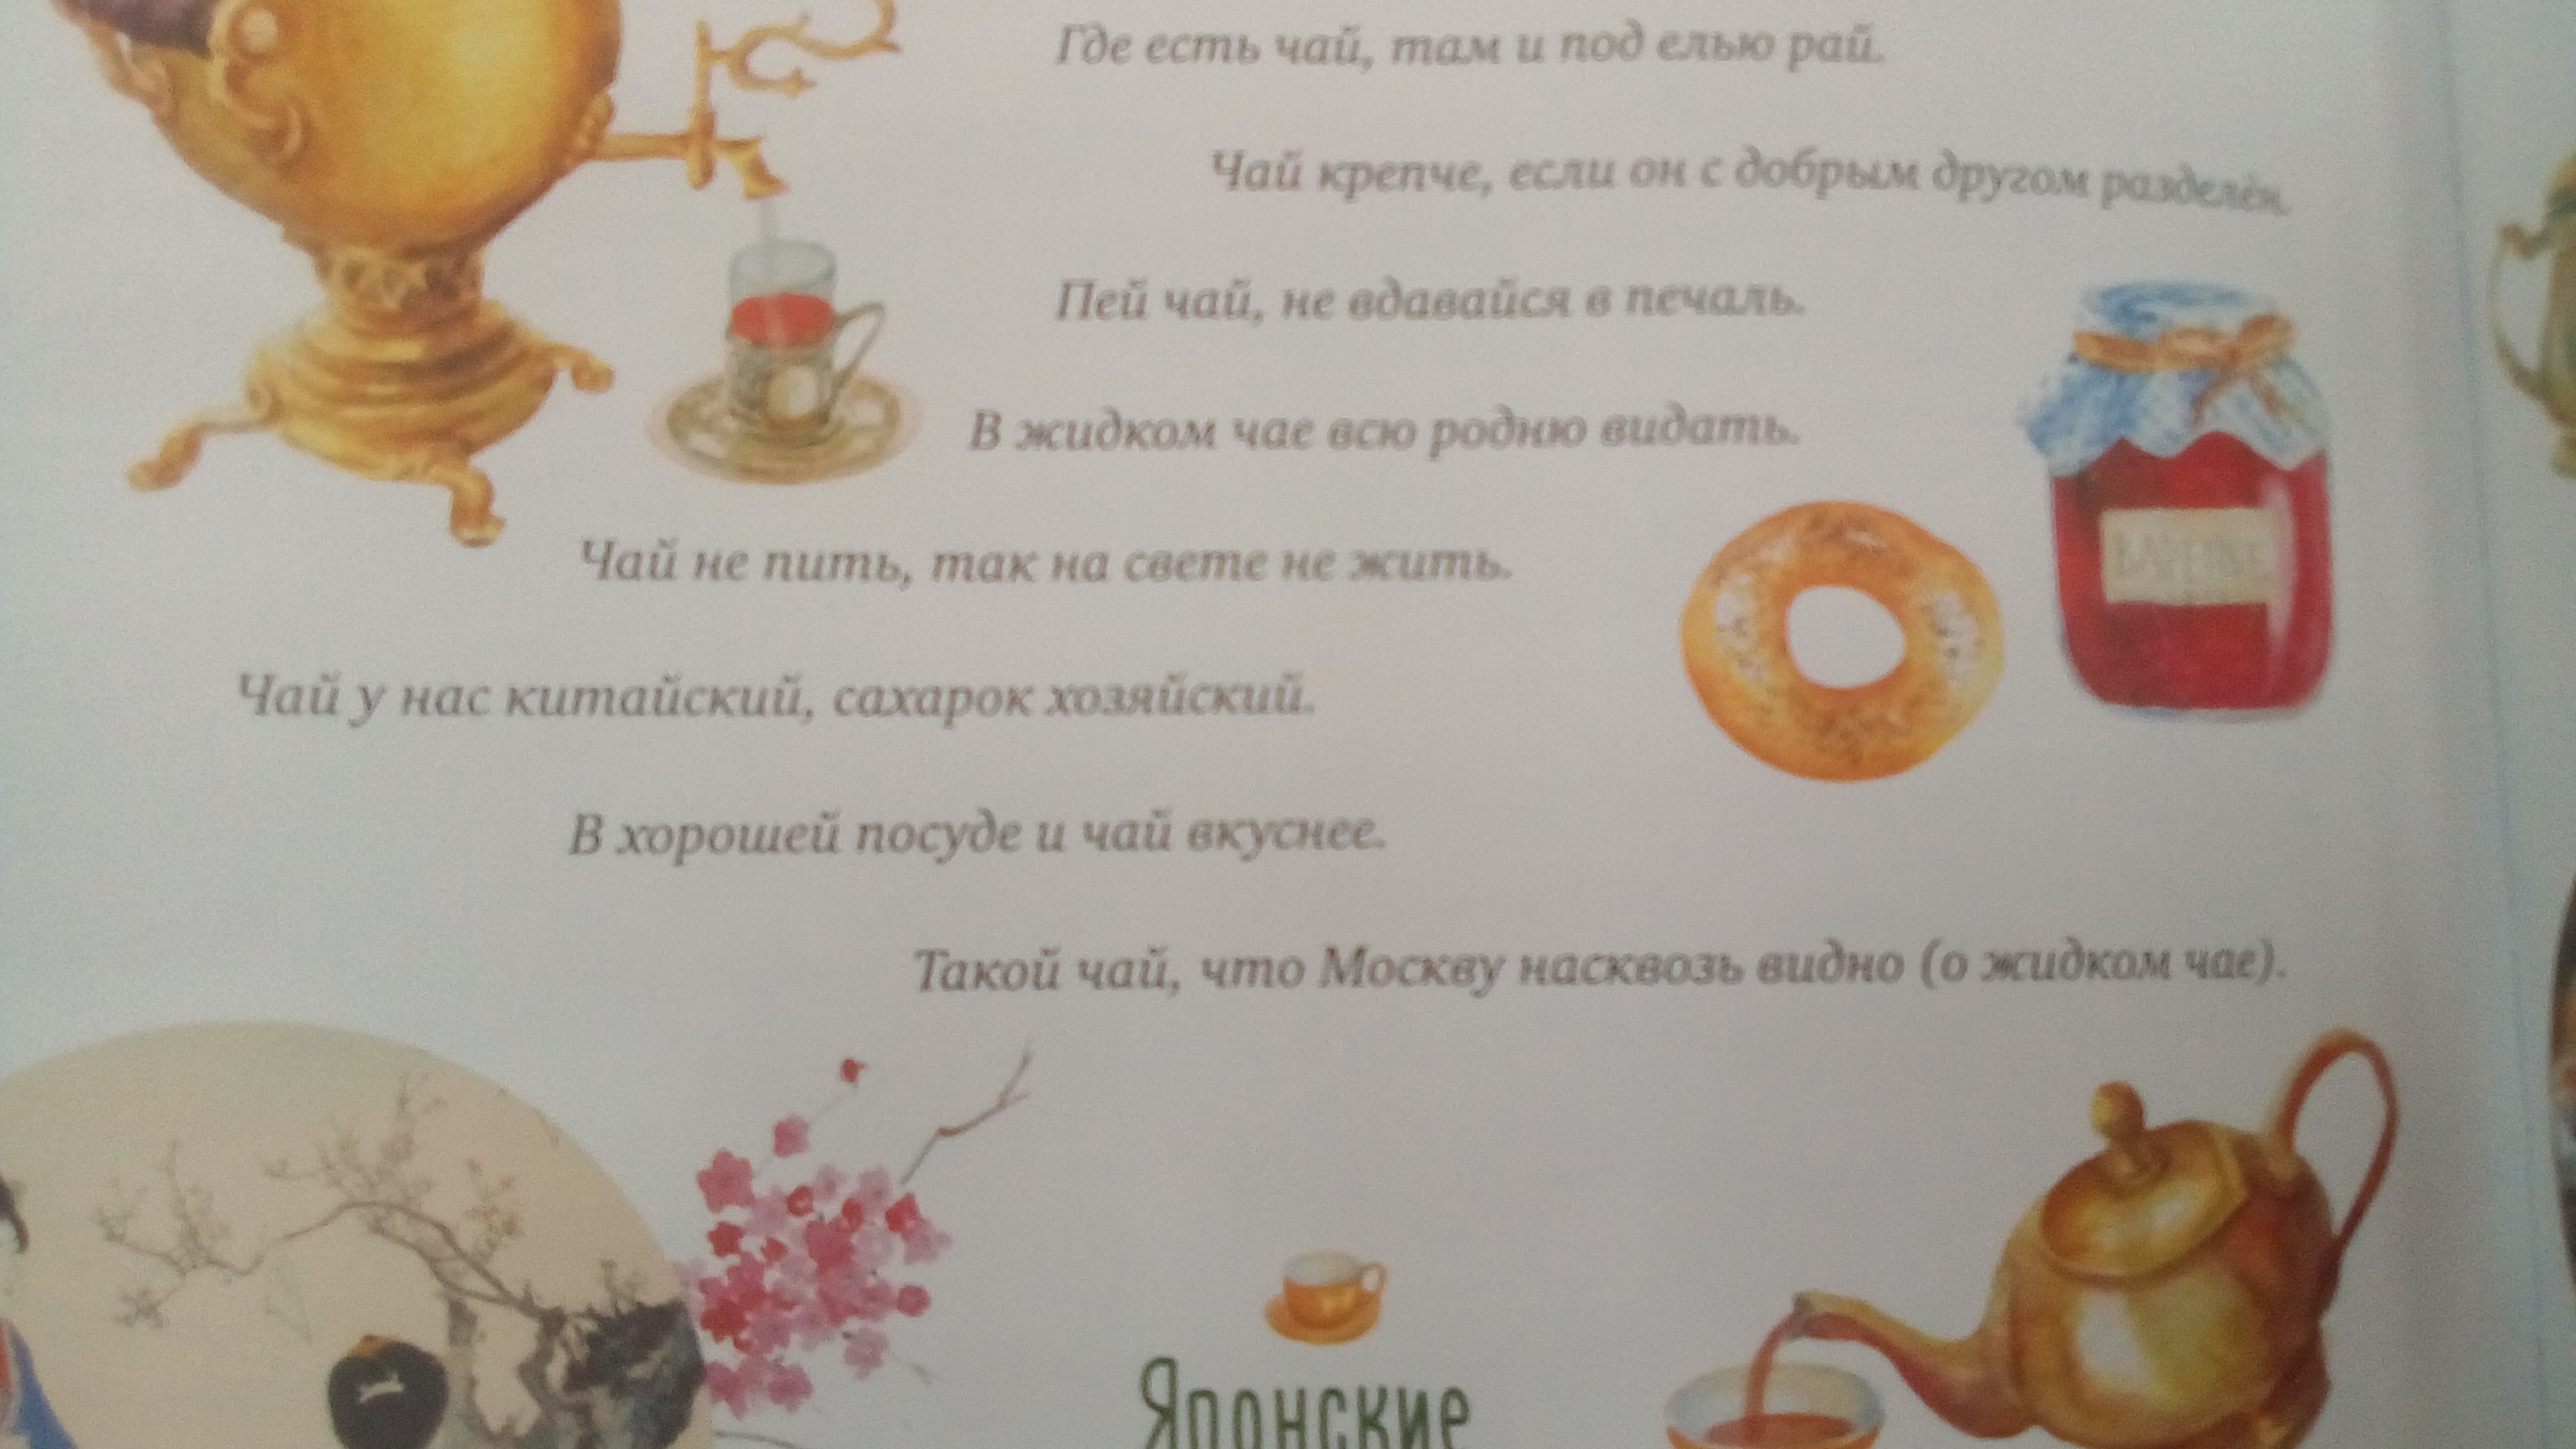 Где есть чай, там и под елью рай.
Чай крепче, если он с добрым другом разделён.
Пей чай, не вдавайся в печаль.
В жидком чае всю родню видать.
Чай не пить, так на свете не жить.
Чай у нас китайский, сахарок хозяйский.
В хорошей посуде и чай вкуснее.
Такой чай, что Москву насквозь видно (о жидком чае).
Японские